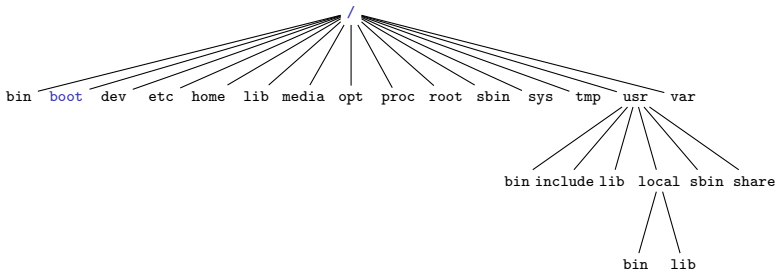 /
bin boot dev etc home lib media opt proc root sbin sys tmp usr var
bin include lib local sbin share
bin lib